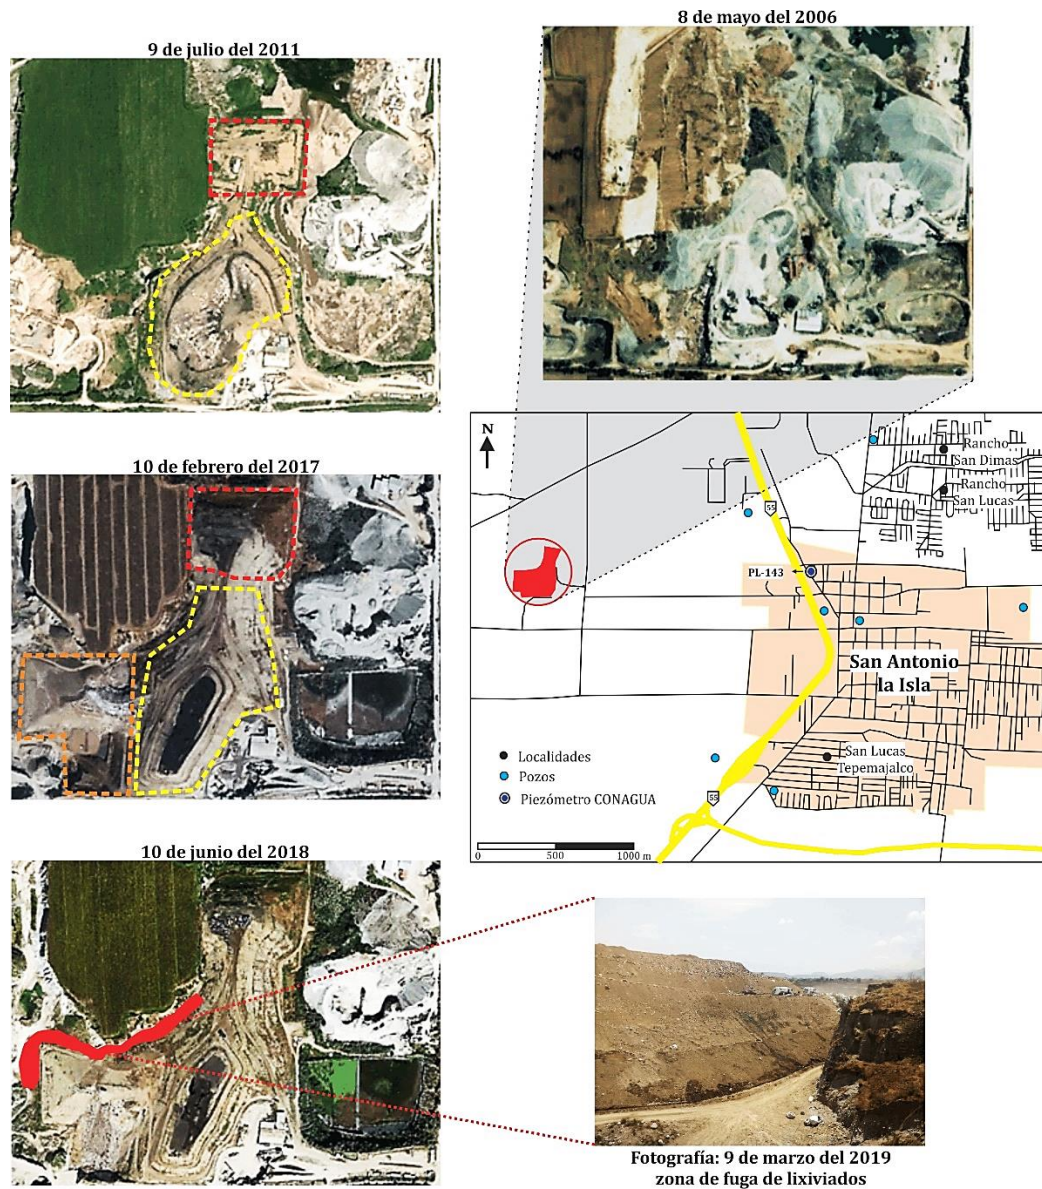 8 de mayo del 2006
9 de julio del 2011
10 de febrero del 2017
10 de junio del 2018
N
Rancho
San Dimas
Rancho
San Lucas
55
PL-143
San Antonio
la Isla
San Lucas
Tepemajalco
Localidades
Pozos
Piezómetro CONAGUA
55
0 500 1000 m
Fotografía: 9 de marzo del 2019
zona de fuga de lixiviados